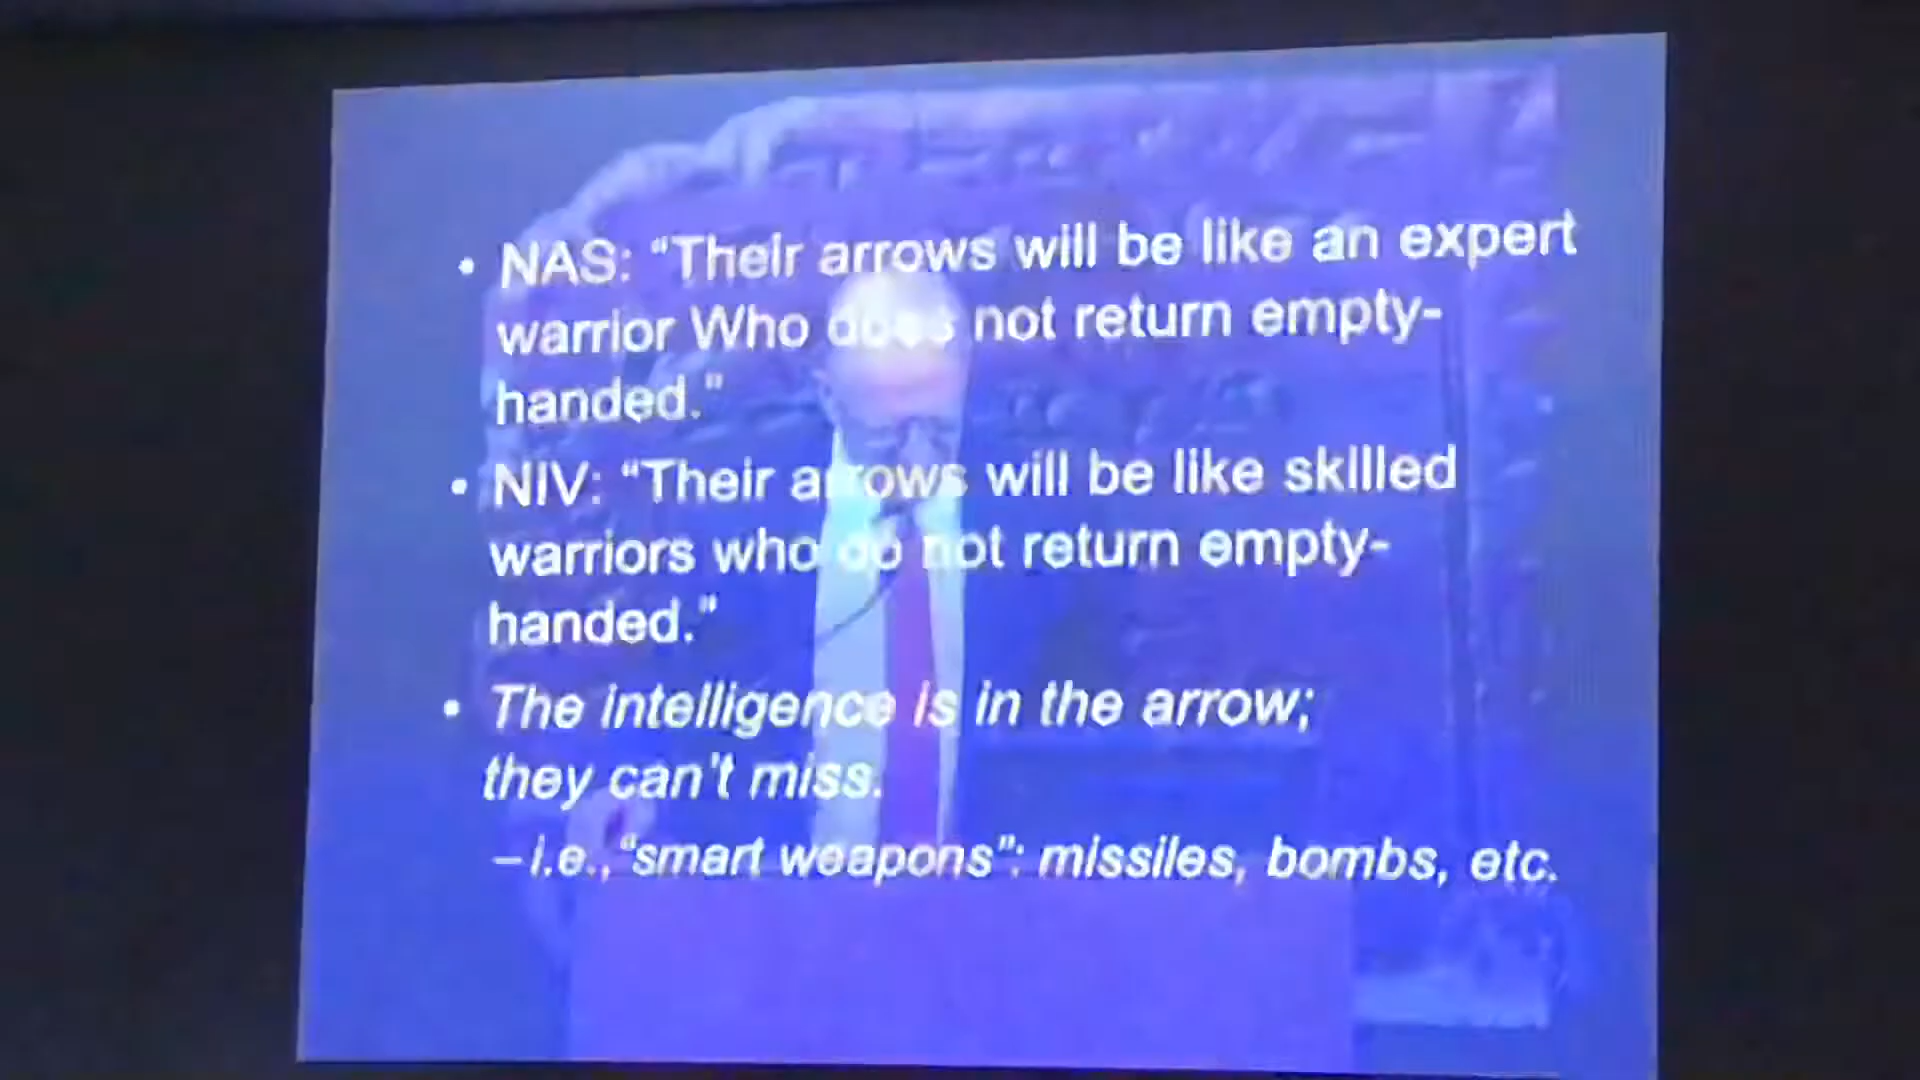 • NAS: “Their arrows will be like an expert
warrior Who does not return empty-
handed.”
• NIV: “Their arrows will be like skilled
warriors who do not return empty-
handed.”
• The intelligence is in the arrow;
they can't miss.
– i.e., “smart weapons”: missiles, bombs, etc.